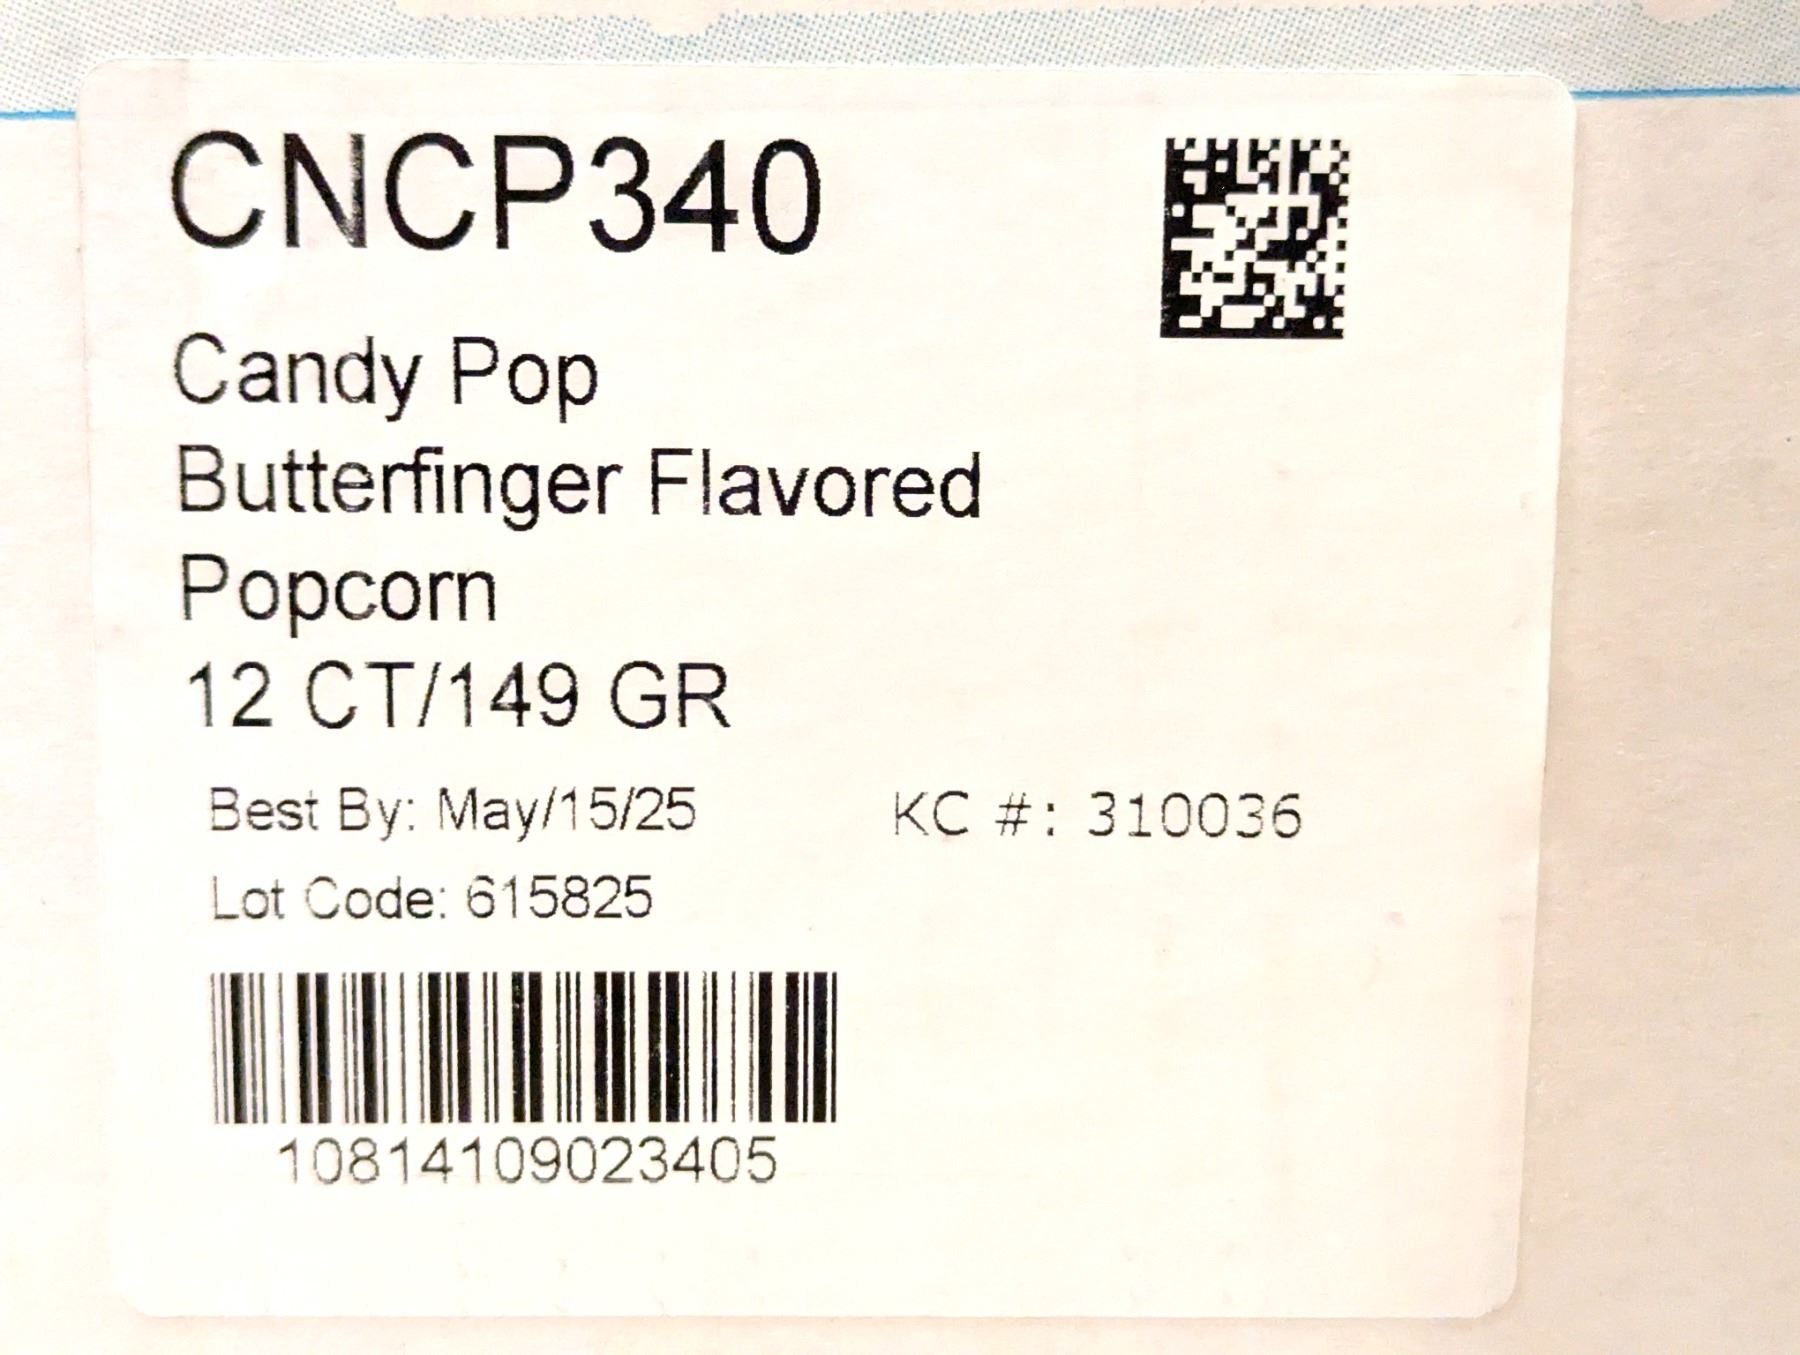 CNCP340
Candy Pop
Butterfinger Flavored
Popcorn
12 CT/149 GR
Best By: May/15/25
KC #: 310036
Lot Code: 615825
10814109023405